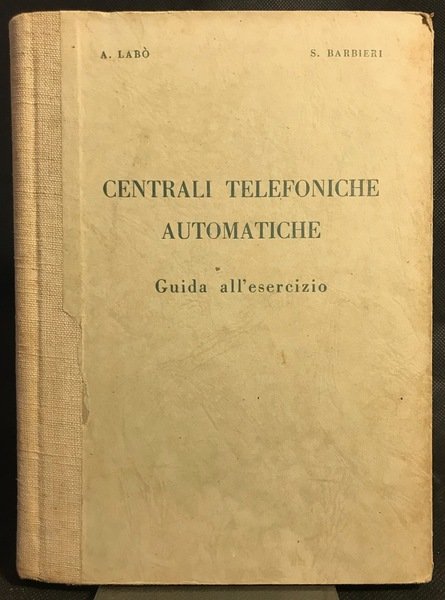 A. LABÒ S. BARBIERI
CENTRALI TELEFONICHE
AUTOMATICHE
Guida all'esercizio